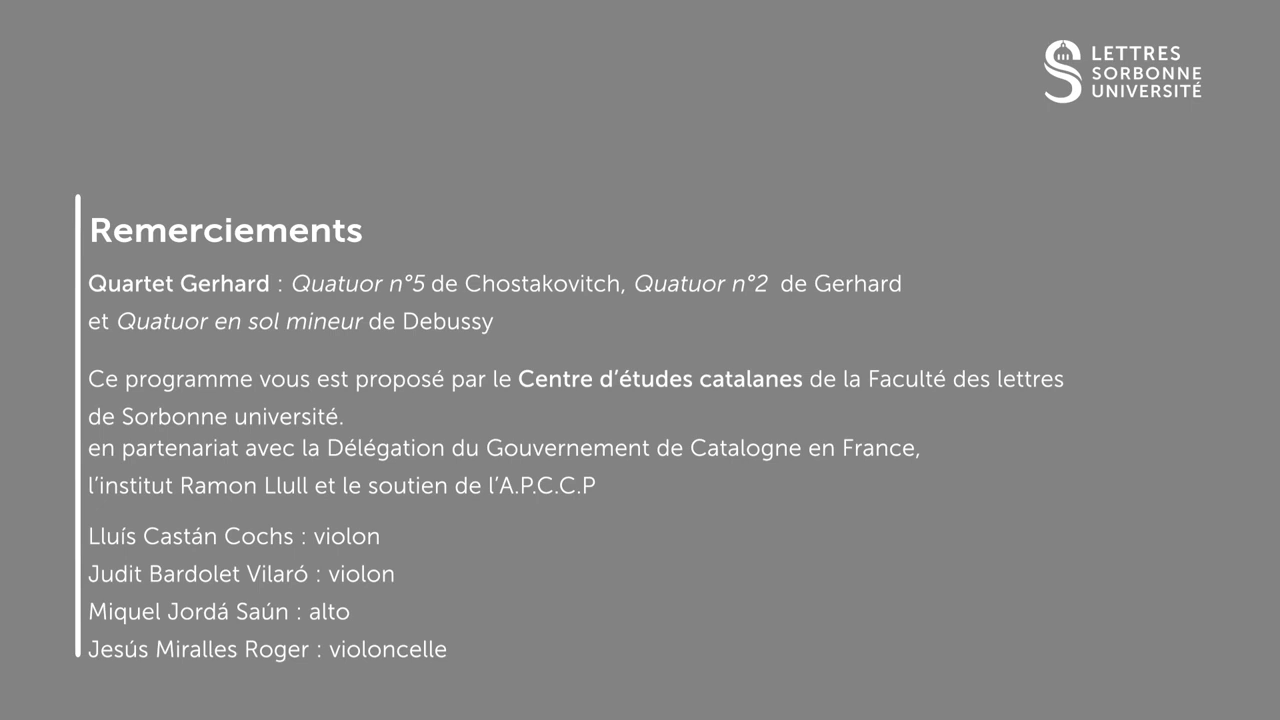 LETTRES
SORBONNE
UNIVERSITÉ
Remerciements
Quartet Gerhard : Quatuor n°5 de Chostakovitch, Quatuor n°2 de Gerhard
et Quatuor en sol mineur de Debussy
Ce programme vous est proposé par le Centre d’études catalanes de la Faculté des lettres
de Sorbonne université.
en partenariat avec la Délégation du Gouvernement de Catalogne en France,
l’institut Ramon Llull et le soutien de l’A.P.C.C.P
Lluís Castán Cochs : violon
Judit Bardolet Vilaró : violon
Miquel Jordá Saún : alto
Jesús Miralles Roger : violoncelle